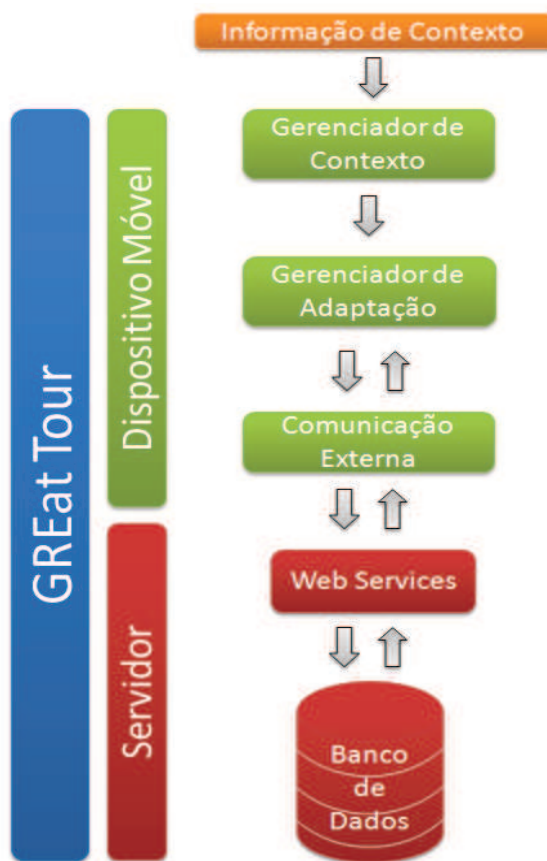 Informação de Contexto
Gerenciador de
Contexto
Gerenciador de
Adaptação
Comunicação
Externa
Web Services
Banco
de
Dados
GREat Tour
Dispositivo Móvel
Servidor